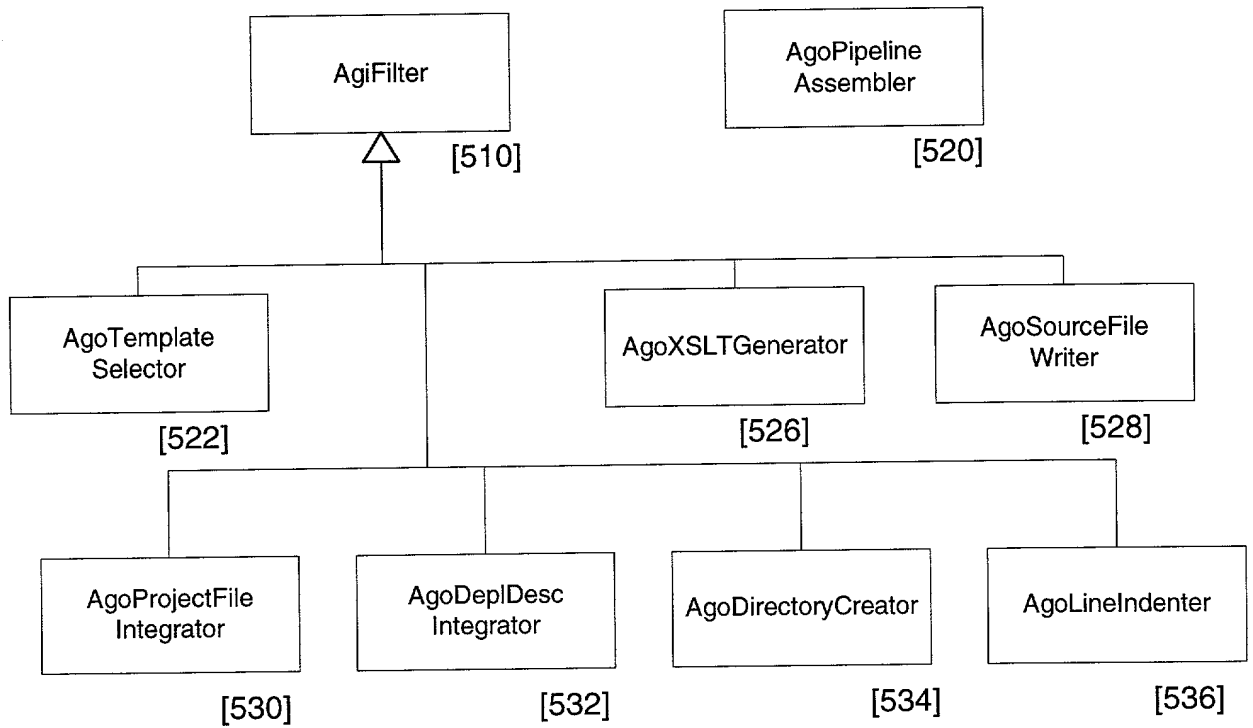 AgiFilter
AgoPipeline
Assembler
[510]
[520]
AgoTemplate
Selector
AgoXSLTGenerator
AgoSourceFile
Writer
[522]
[526]
[528]
AgoProjectFile
Integrator
AgoDeplDesc
Integrator
AgoDirectoryCreator
AgoLineIndenter
[530]
[532]
[534]
[536]